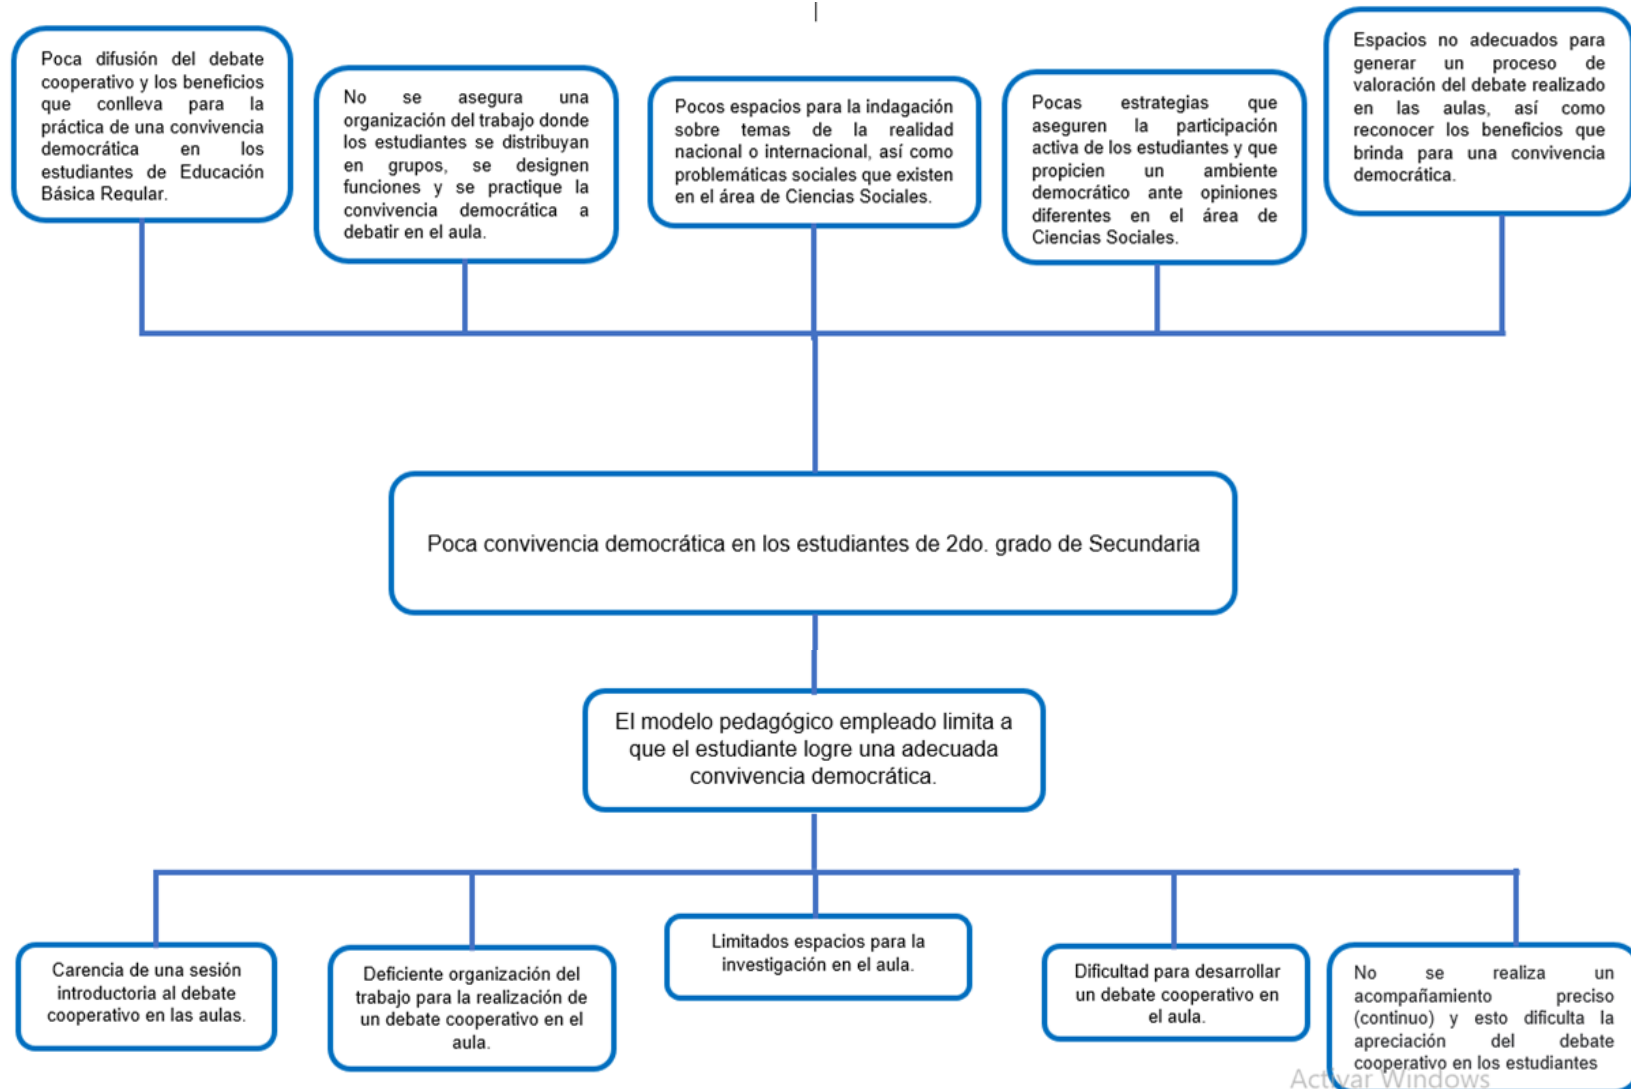 Poca difusión del debate
cooperativo y los beneficios
que conlleva para la
práctica de una convivencia
democrática en los
estudiantes de Educación
Básica Regular.
No se asegura una
organización del trabajo donde
los estudiantes se distribuyan
en grupos, se designen
funciones y se practique la
convivencia democrática a
debatir en el aula.
Pocos espacios para la indagación
sobre temas de la realidad
nacional o internacional, así como
problemáticas sociales que existen
en el área de Ciencias Sociales.
Pocas estrategias que
aseguren la participación
activa de los estudiantes y que
propicien un ambiente
democrático ante opiniones
diferentes en el área de
Ciencias Sociales.
Espacios no adecuados para
generar un proceso de
valoración del debate realizado
en las aulas, así como
reconocer los beneficios que
brinda para una convivencia
democrática.
Poca convivencia democrática en los estudiantes de 2do. grado de Secundaria
El modelo pedagógico empleado limita a
que el estudiante logre una adecuada
convivencia democrática.
Carencia de una sesión
introductoria al debate
cooperativo en las aulas.
Deficiente organización del
trabajo para la realización de
un debate cooperativo en el
aula.
Limitados espacios para la
investigación en el aula.
Dificultad para desarrollar
un debate cooperativo en
el aula.
No se realiza un
acompañamiento preciso
(continuo) y esto dificulta la
apreciación del debate
cooperativo en los estudiantes
Activar Windows